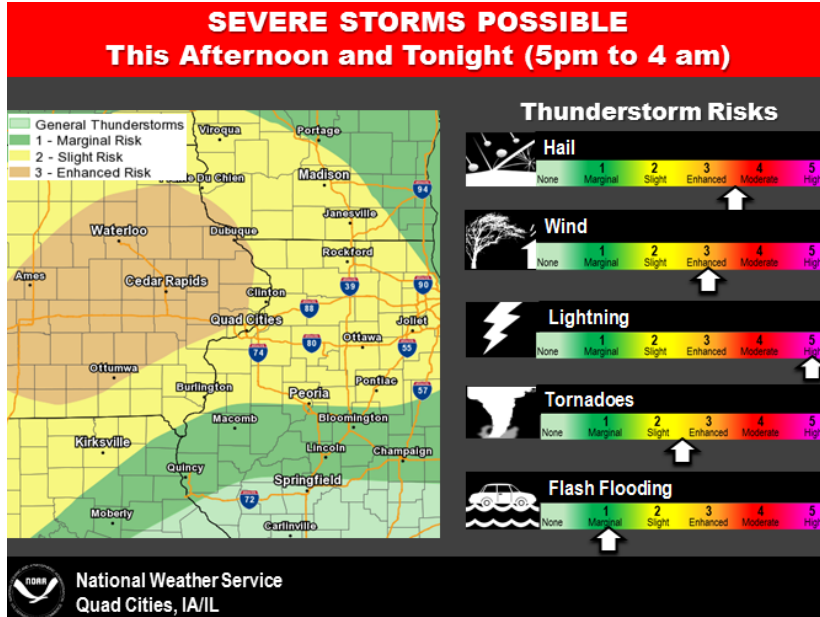 SEVERE STORMS POSSIBLE
This Afternoon and Tonight (5pm to 4 am)
General Thunderstorms
1 - Marginal Risk
2 - Slight Risk
3 - Enhanced Risk
Viroqua
Portage
Du Chien
Madison
94
Janesville
Waterloo
Dubuque
Rockford
Ames
Cedar Rapids
Clinton
39
90
88
Quad Cities
Joliet
74
80
Ottawa
55
Ottumwa
Pontiac
Burlington
Peoria
57
Macomb
Bloomington
Kirksville
Lincoln
Champaign
Quincy
Springfield
72
Moberly
Carlinville
Thunderstorm Risks
Hail
1 2 3 4 5
None Marginal Slight Enhanced Moderate High
Wind
1 2 3 4 5
None Marginal Slight Enhanced Moderate High
Lightning
1 2 3 4 5
None Marginal Slight Enhanced Moderate High
Tornadoes
1 2 3 4 5
None Marginal Slight Enhanced Moderate High
Flash Flooding
1 2 3 4 5
None Marginal Slight Enhanced Moderate High
NOAA
National Weather Service
Quad Cities, IA/IL